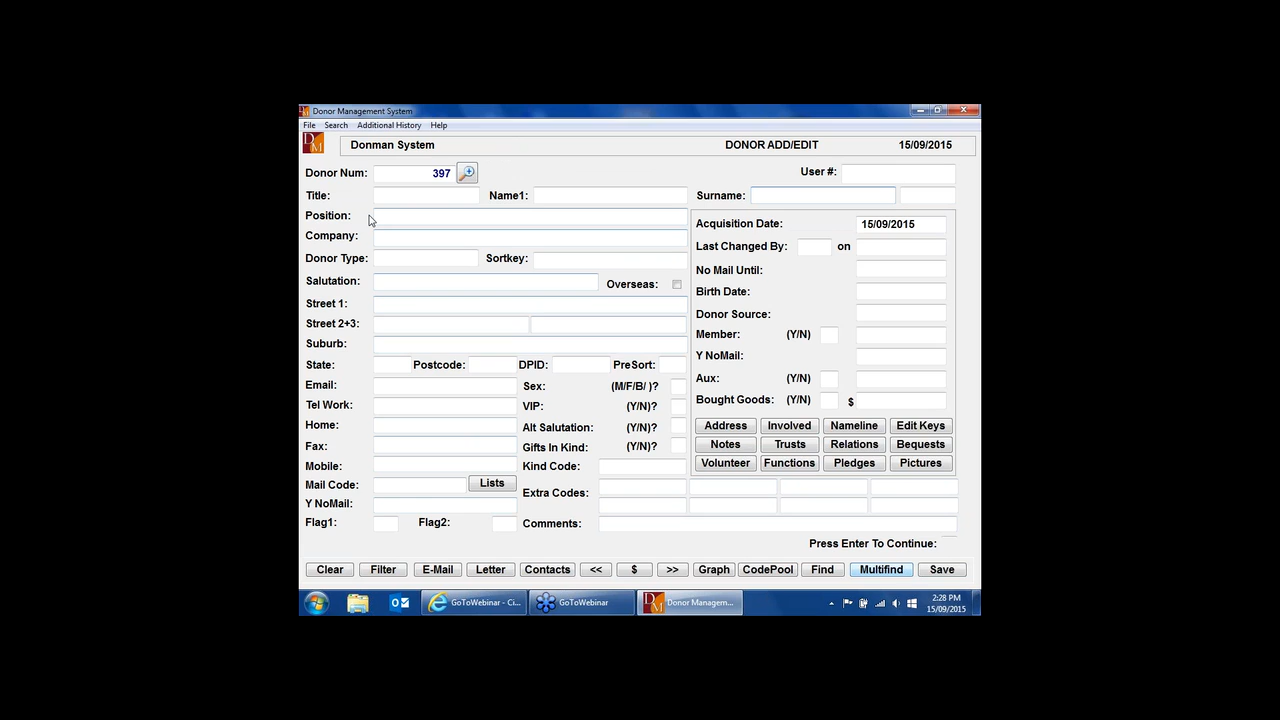 Donor Management System
File Search Additional History Help
DM Donman System DONOR ADD/EDIT 15/09/2015
Donor Num: 397 User #:
Title: Name1: Surname:
Position: Acquisition Date: 15/09/2015
Company: Last Changed By: on
Donor Type: Sortkey: No Mail Until:
Salutation: Overseas: Birth Date:
Street 1: Donor Source:
Street 2+3: Member: (Y/N)
Suburb: Y NoMail:
State: Postcode: DPID: PreSort: Aux: (Y/N)
Email: Sex: (M/F/B/ )? Bought Goods: (Y/N) $
Tel Work: VIP: (Y/N)? Address Involved Nameline Edit Keys
Home: Alt Salutation: (Y/N)? Notes Trusts Relations Bequests
Fax: Gifts In Kind: (Y/N)? Volunteer Functions Pledges Pictures
Mobile: Kind Code:
Mail Code: Lists Extra Codes:
Y NoMail:
Flag1: Flag2: Comments:
Press Enter To Continue:
Clear Filter E-Mail Letter Contacts << $ >> Graph CodePool Find Multifind Save
GoToWebinar - Ci... GoToWebinar DM Donor Managem... 2:28 PM
15/09/2015